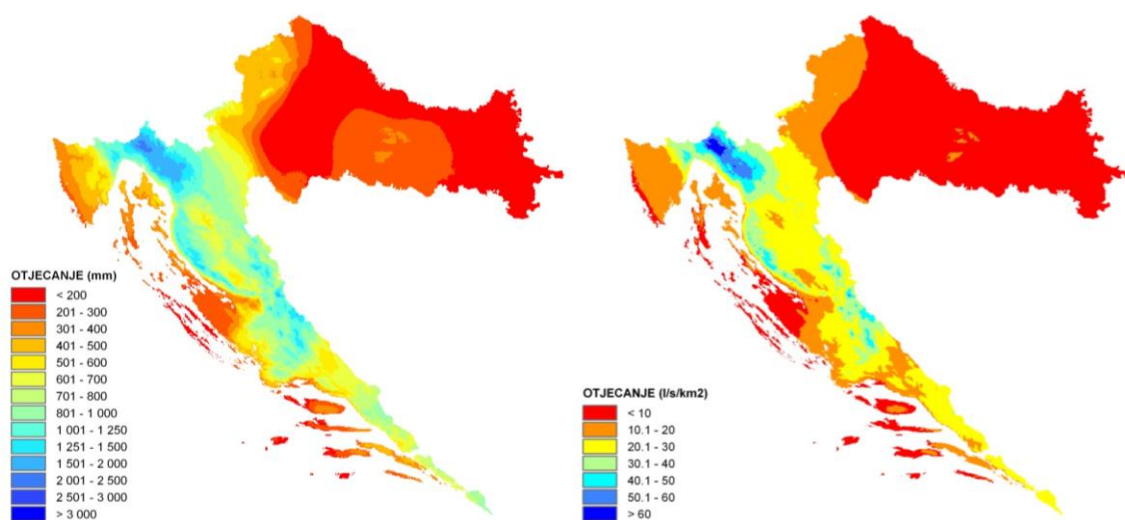 OTJECANJE (mm)
< 200
201 - 300
301 - 400
401 - 500
501 - 600
601 - 700
701 - 800
801 - 1 000
1 001 - 1 250
1 251 - 1 500
1 501 - 2 000
2 001 - 2 500
2 501 - 3 000
> 3 000
OTJECANJE (l/s/km2)
< 10
10.1 - 20
20.1 - 30
30.1 - 40
40.1 - 50
50.1 - 60
> 60